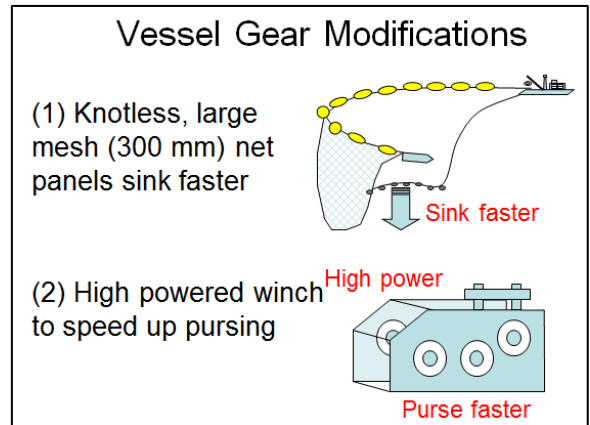 Vessel Gear Modifications
(1) Knotless, large
mesh (300 mm) net
panels sink faster
Sink faster
High power
(2) High powered winch
to speed up pursing
Purse faster